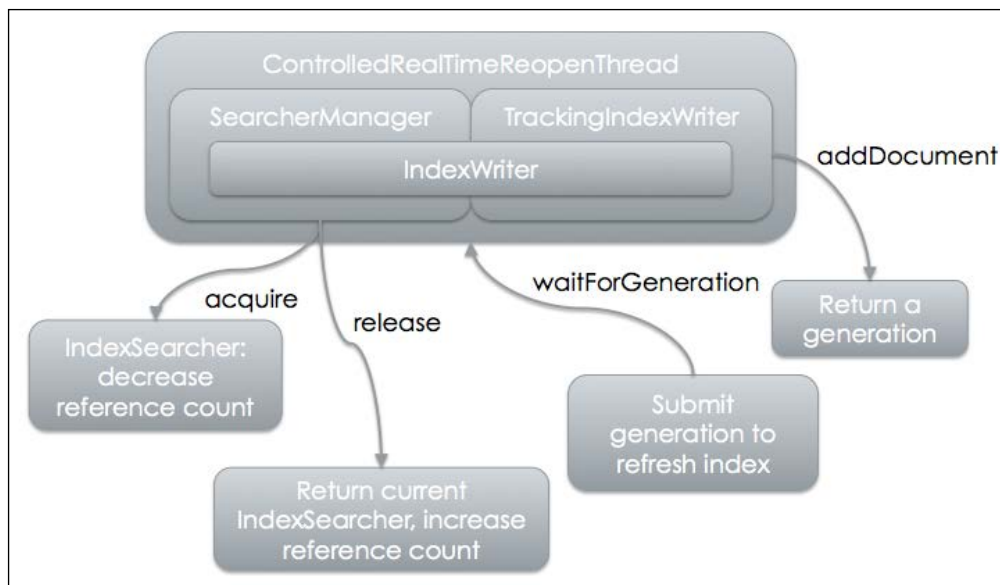 ControlledRealTimeReopenThread
SearcherManager
TrackingIndexWriter
IndexWriter
addDocument
waitForGeneration
acquire
release
Return a
generation
IndexSearcher:
decrease
reference count
Submit
generation to
refresh index
Return current
IndexSearcher, increase
reference count